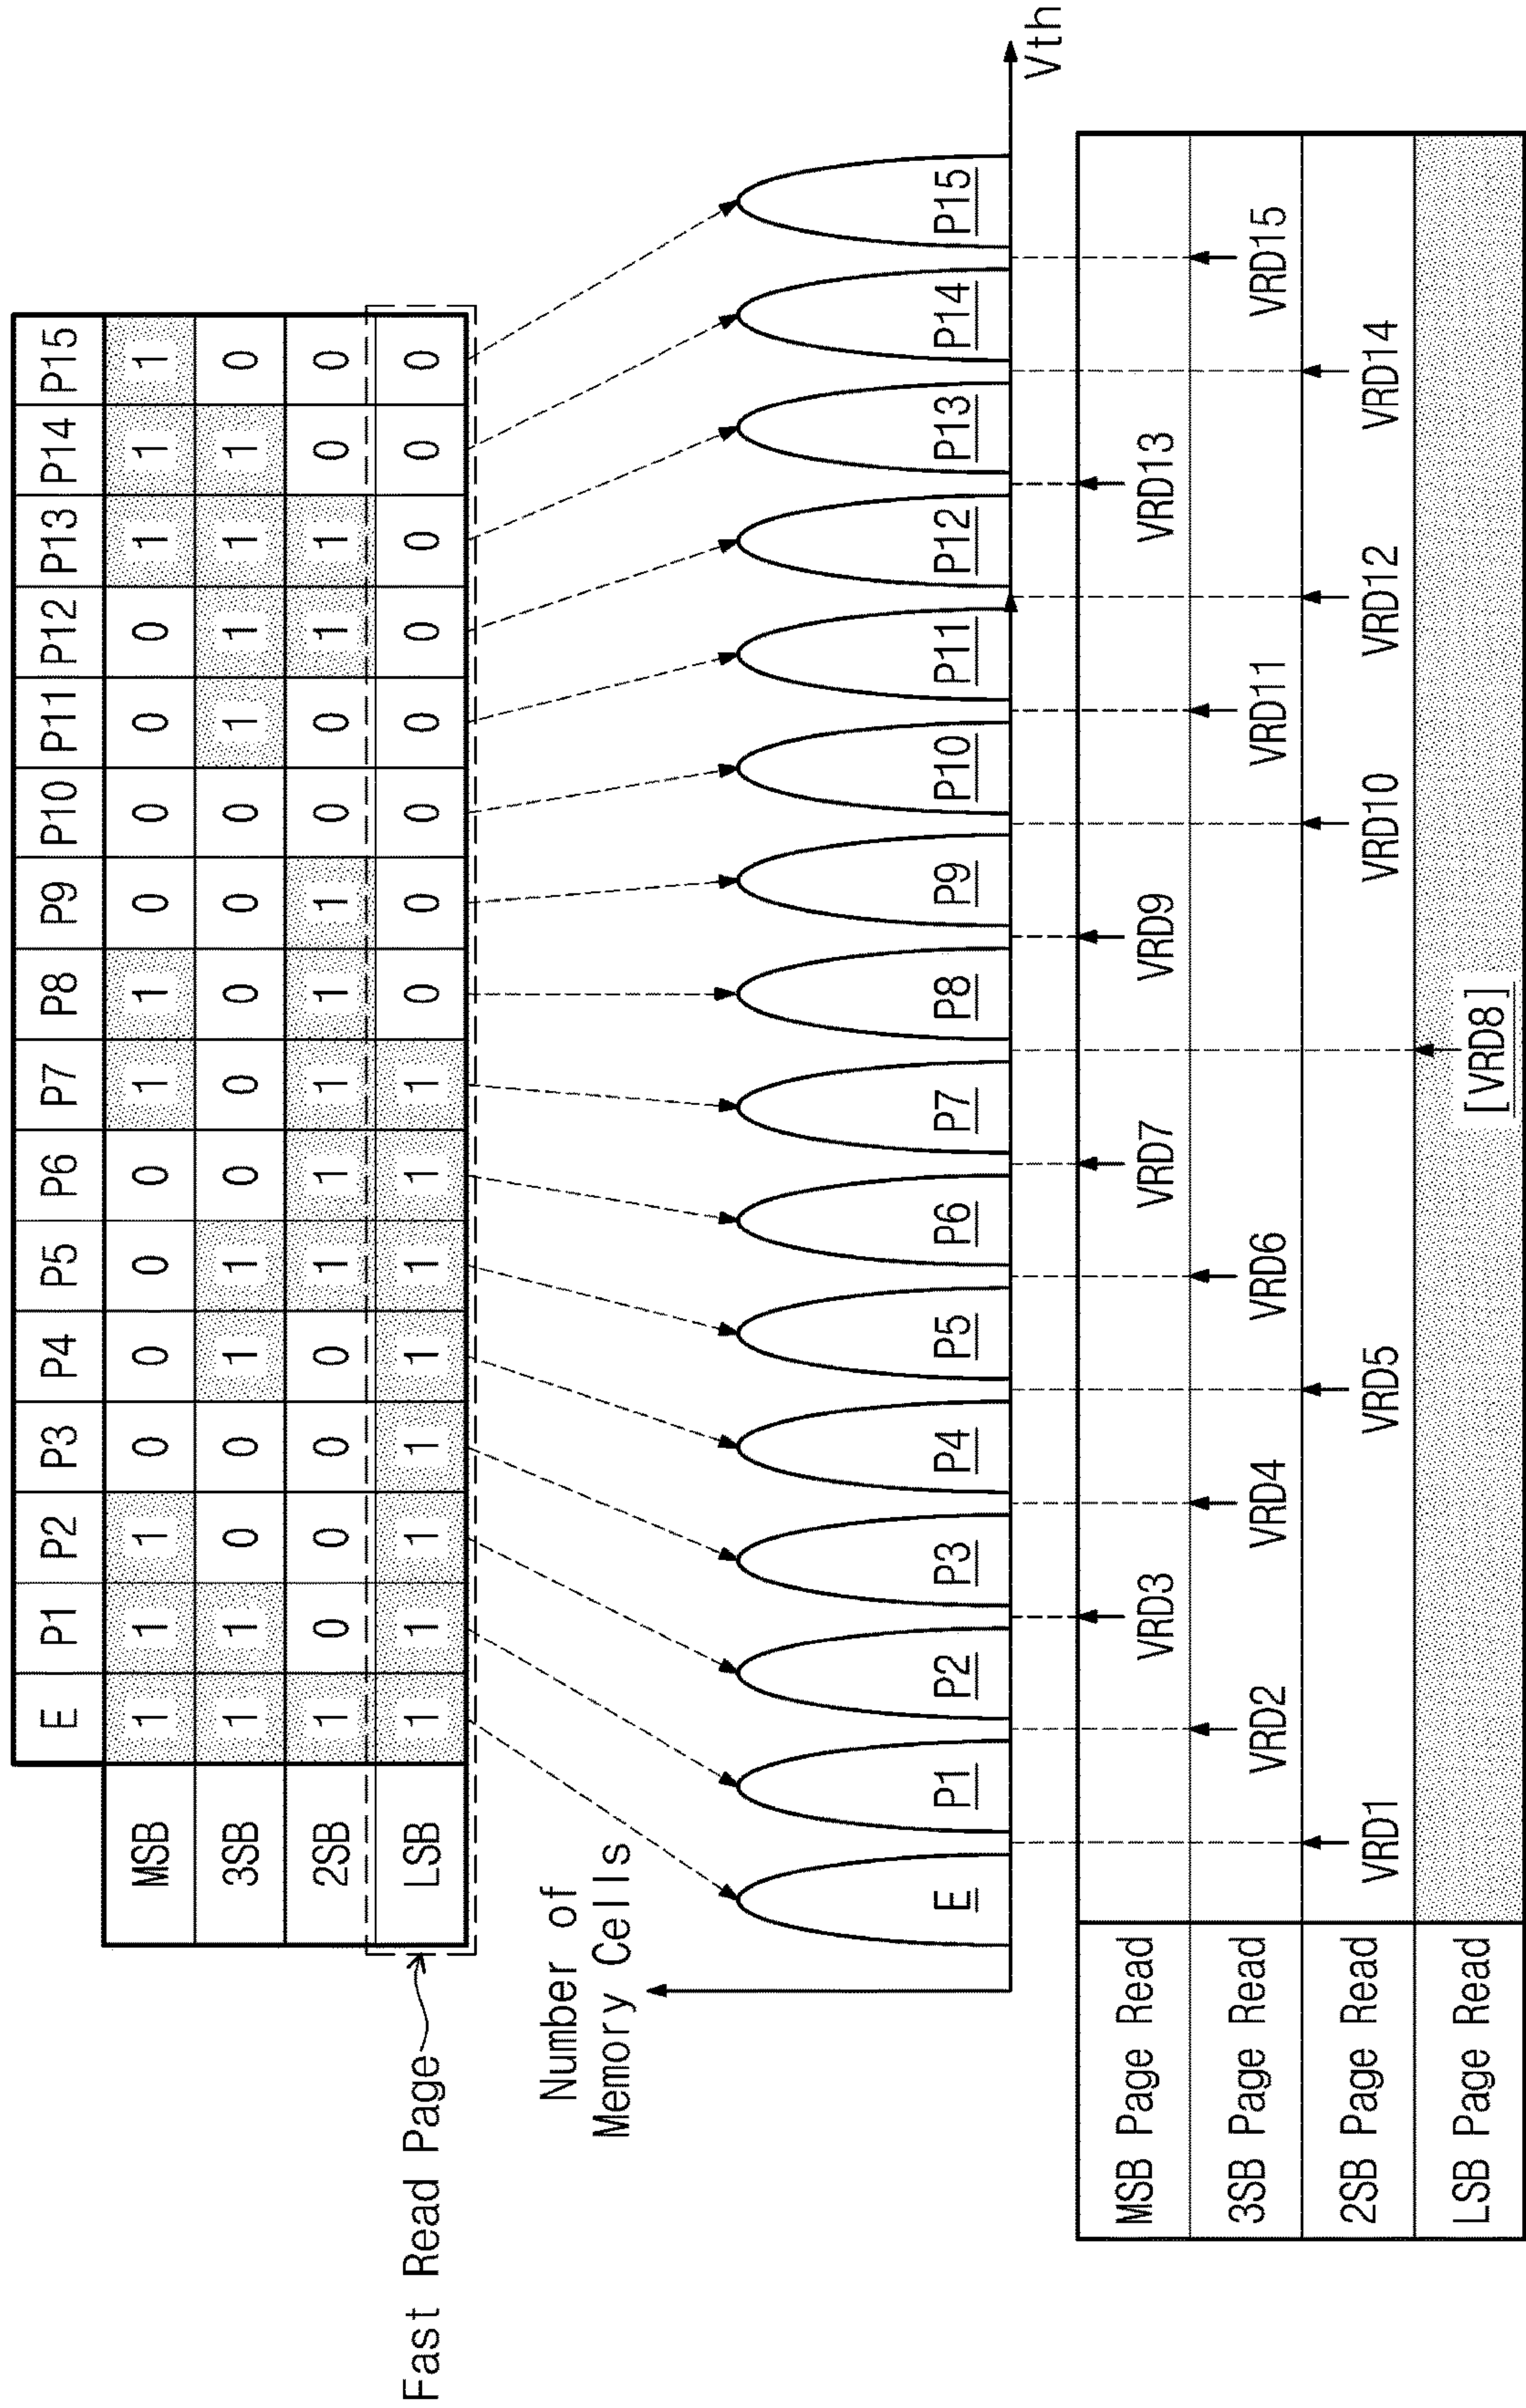 E P1 P2 P3 P4 P5 P6 P7 P8 P9 P10 P11 P12 P13 P14 P15
MSB 1 1 1 0 0 0 0 1 1 0 0 0 0 1 1 1
3SB 1 1 0 0 1 1 0 0 0 0 0 1 1 1 1 0
2SB 1 0 0 0 0 1 1 1 1 1 0 0 1 1 0 0
LSB 1 1 1 1 1 1 1 1 0 0 0 0 0 0 0 0
Fast Read Page
Number of
Memory Cells
E P1 P2 P3 P4 P5 P6 P7 P8 P9 P10 P11 P12 P13 P14 P15
Vth
MSB Page Read VRD3 VRD7 VRD9 VRD13
3SB Page Read VRD2 VRD4 VRD6 VRD11 VRD15
2SB Page Read VRD1 VRD5 VRD10 VRD12 VRD14
LSB Page Read [VRD8]